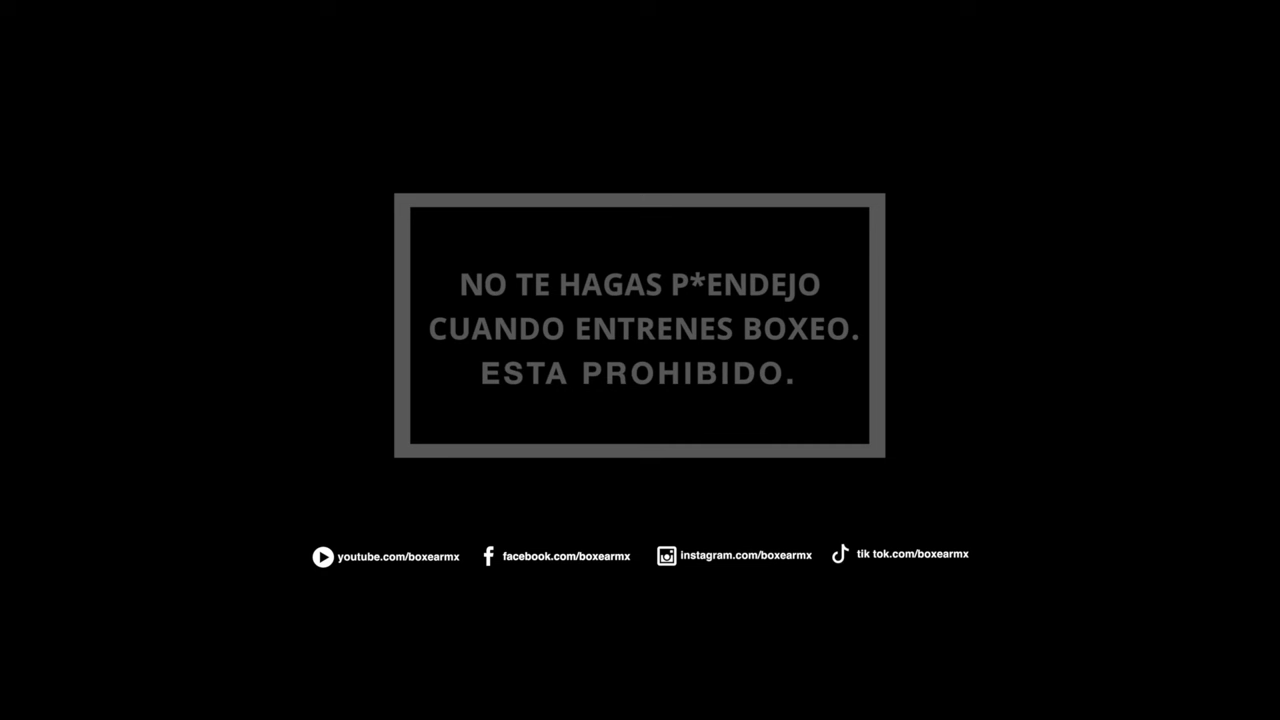 NO TE HAGAS P*ENDEJO
CUANDO ENTRENES BOXEO.
ESTA PROHIBIDO.
youtube.com/boxearmx facebook.com/boxearmx instagram.com/boxearmx tik tok.com/boxearmx